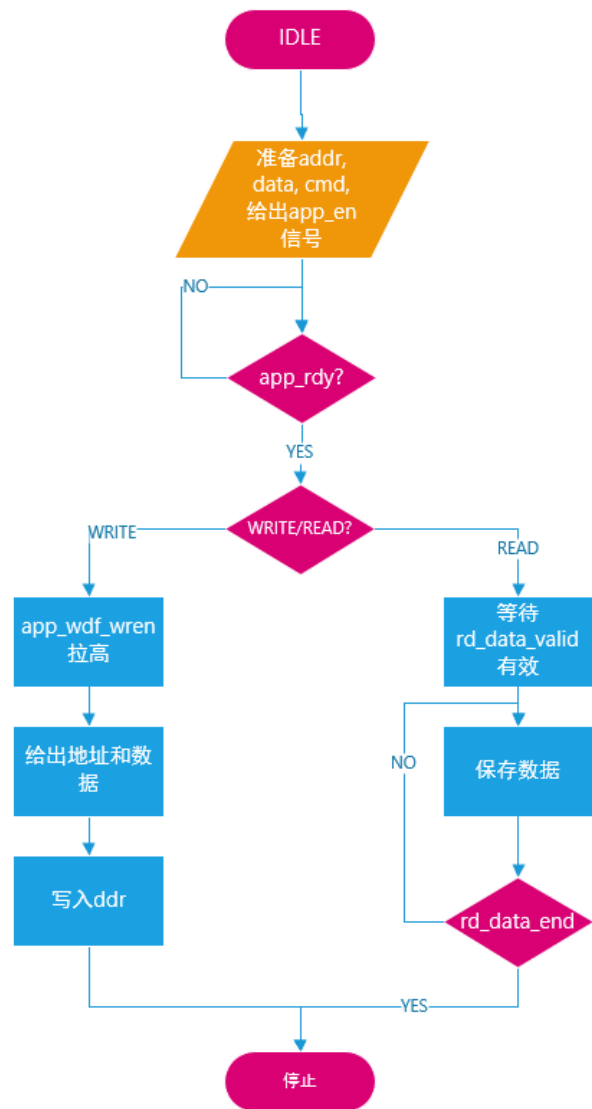 IDLE
准备addr,
data, cmd,
给出app_en
信号
NO
app_rdy?
YES
WRITE/READ?
WRITE
READ
app_wdf_wren
拉高
等待
rd_data_valid
有效
给出地址和数
据
NO
保存数据
写入ddr
rd_data_end
YES
停止